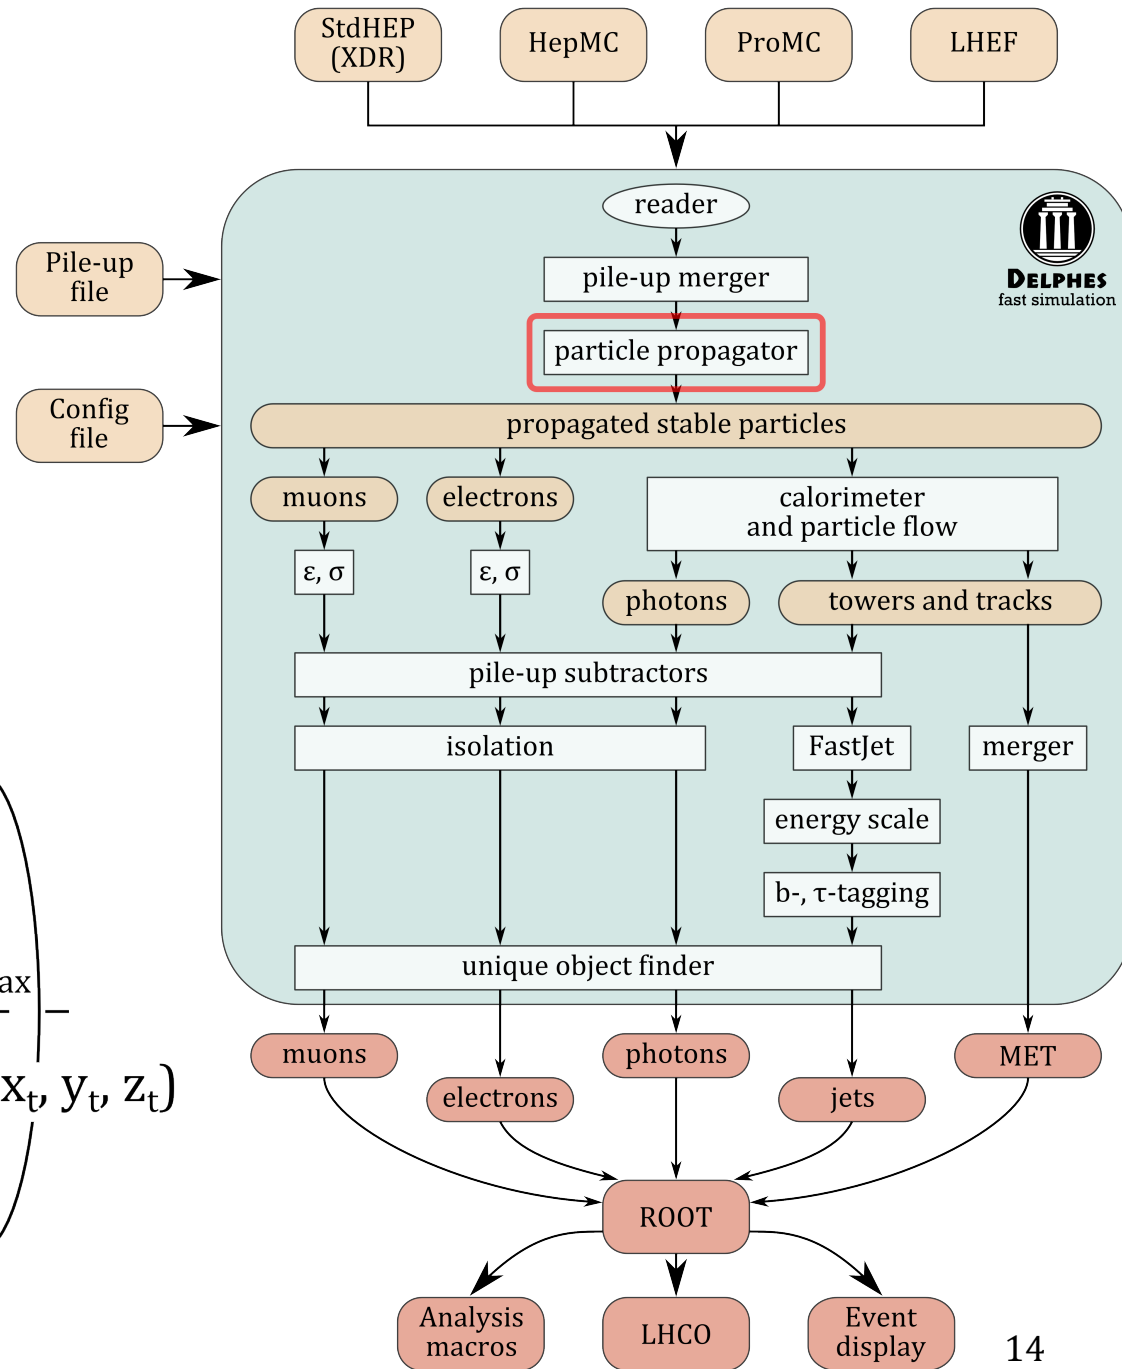 StdHEP
(XDR)
HepMC
ProMC
LHEF
reader
Pile-up
file
pile-up merger
DELPHES
fast simulation
particle propagator
Config
file
propagated stable particles
muons
electrons
calorimeter
and particle flow
ε, σ
ε, σ
photons
towers and tracks
pile-up subtractors
isolation
FastJet
merger
energy scale
b-, τ-tagging
unique object finder
ax
muons
photons
MET
x_t, y_t, z_t)
electrons
jets
ROOT
Analysis
macros
LHCO
Event
display
14